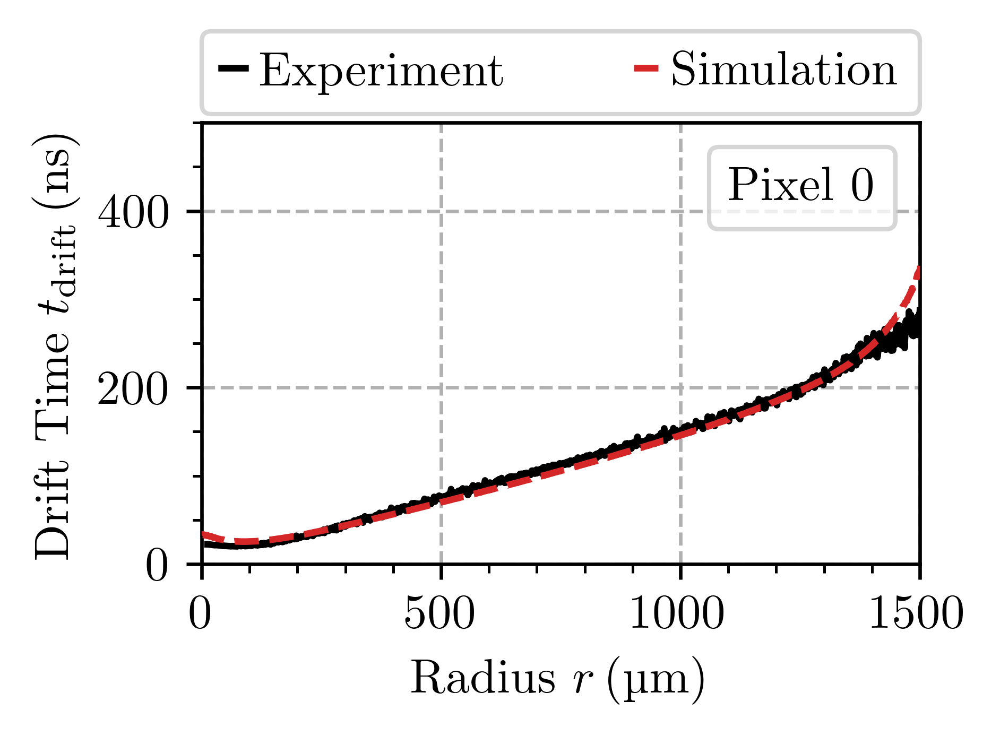 Experiment
Simulation
Pixel 0
Drift Time t_drift (ns)
400
200
0
0
500
1000
1500
Radius r (µm)